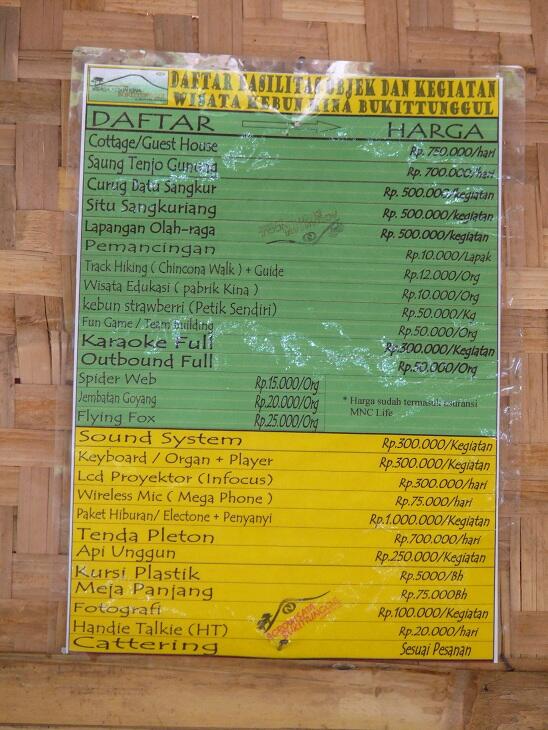 DAFTAR FASILITAS OBJEK DAN KEGIATAN
WISATA KEBUN KINA BUKITTUNGGUL
DAFTAR HARGA
Cottage/Guest House Rp. 750.000/hari
Saung Tenjo Gunung Rp. 700.000/hari
Curug Batu Sangkur Rp. 500.000/kegiatan
Situ Sangkuriang Rp. 500.000/kegiatan
Lapangan Olah-raga Rp. 500.000/kegiatan
Pemancingan Rp.10.000/Lapak
Track Hiking ( Chincona Walk ) + Guide Rp.12.000/Org
Wisata Edukasi ( pabrik Kina ) Rp.10.000/Org
kebun strawberri (Petik Sendiri) Rp.50.000/Kg
Fun Game / Team Building Rp.50.000/Org
Karaoke Full Rp.300.000/Kegiatan
Outbound Full Rp.90.000/Org
Spider Web Rp.15.000/Org
Jembatan Goyang Rp.20.000/Org
Flying Fox Rp.25.000/Org
* Harga sudah termasuk asuransi
MNC Life
Sound System Rp.300.000/Kegiatan
Keyboard / Organ + Player Rp.300.000/Kegiatan
Lcd Proyektor (Infocus) Rp.300.000/hari
Wireless Mic ( Mega Phone ) Rp.75.000/hari
Paket Hiburan/ Electone + Penyanyi Rp.1.000.000/Kegiatan
Tenda Pleton Rp.700.000/hari
Api Unggun Rp.250.000/Kegiatan
Kursi Plastik Rp.5000/Bh
Meja Panjang Rp.75.000Bh
Fotografi Rp.100.000/Kegiatan
Handie Talkie (HT) Rp.20.000/hari
Cattering Sesuai Pesanan